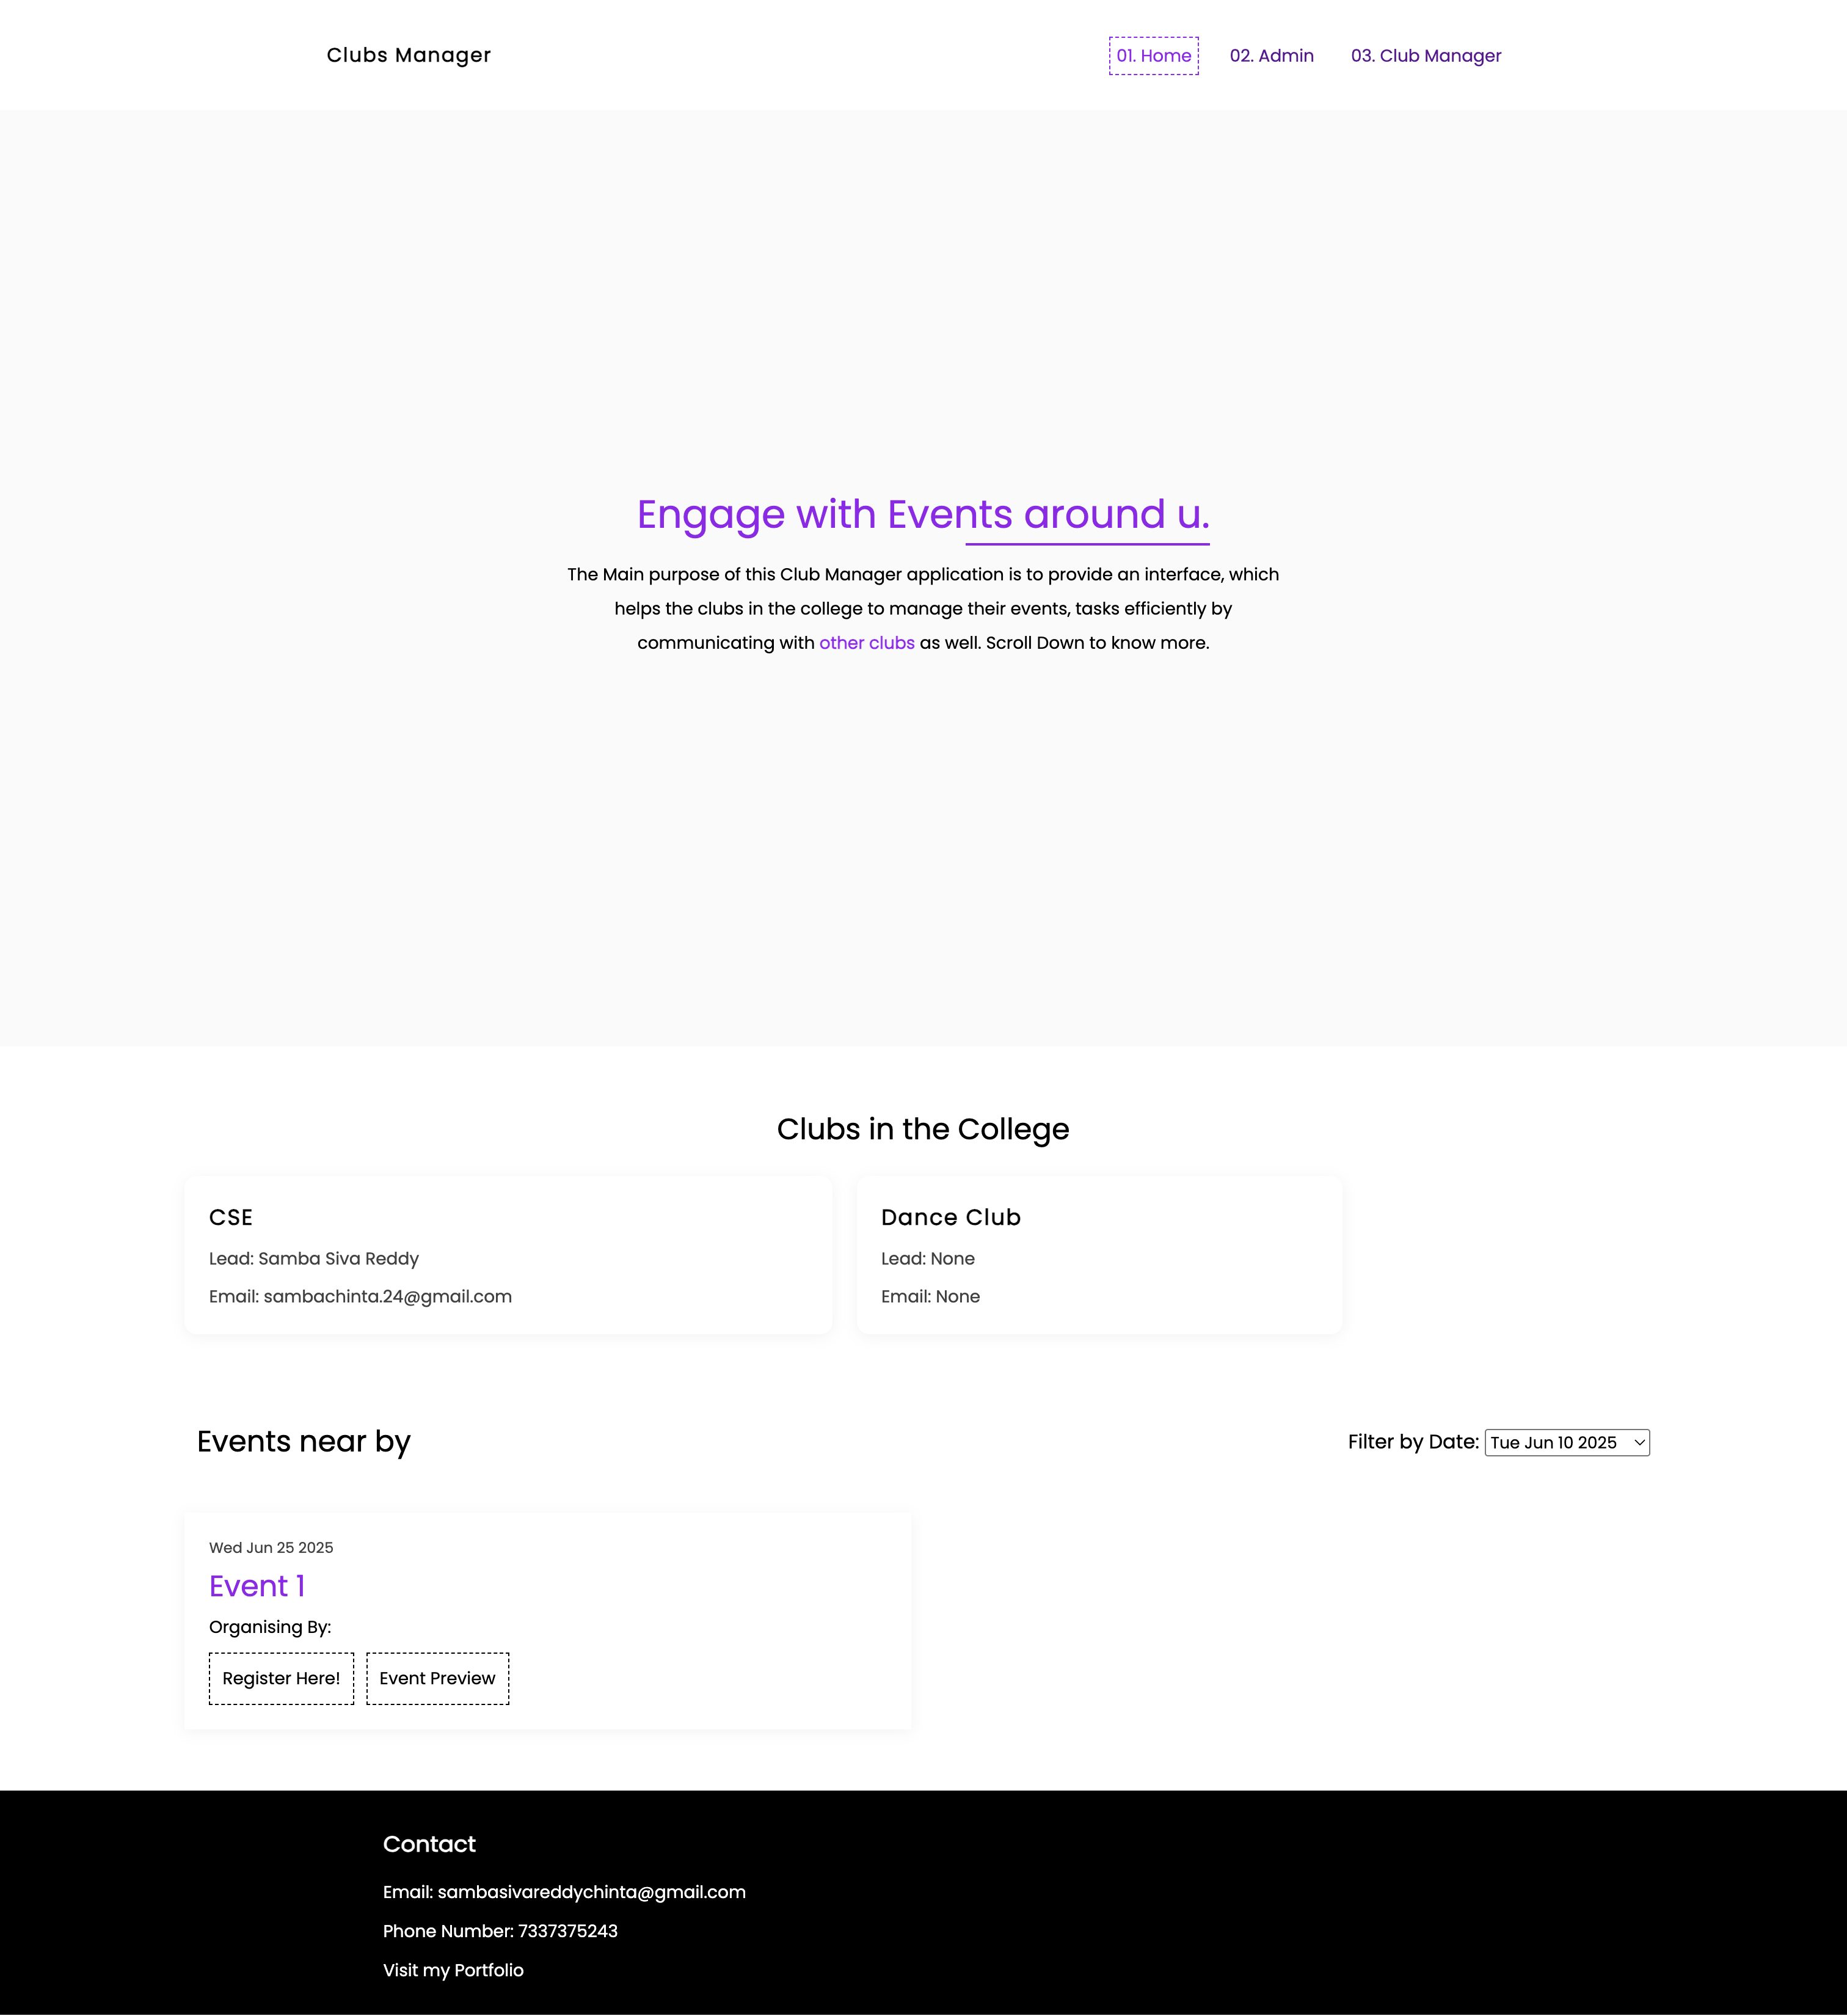 Clubs Manager
01. Home
02. Admin
03. Club Manager
Engage with Events around u.
The Main purpose of this Club Manager application is to provide an interface, which
helps the clubs in the college to manage their events, tasks efficiently by
communicating with other clubs as well. Scroll Down to know more.
Clubs in the College
CSE
Lead: Samba Siva Reddy
Email: sambachinta.24@gmail.com
Dance Club
Lead: None
Email: None
Events near by
Filter by Date: Tue Jun 10 2025
Wed Jun 25 2025
Event 1
Organising By:
Register Here!
Event Preview
Contact
Email: sambasivareddychinta@gmail.com
Phone Number: 7337375243
Visit my Portfolio